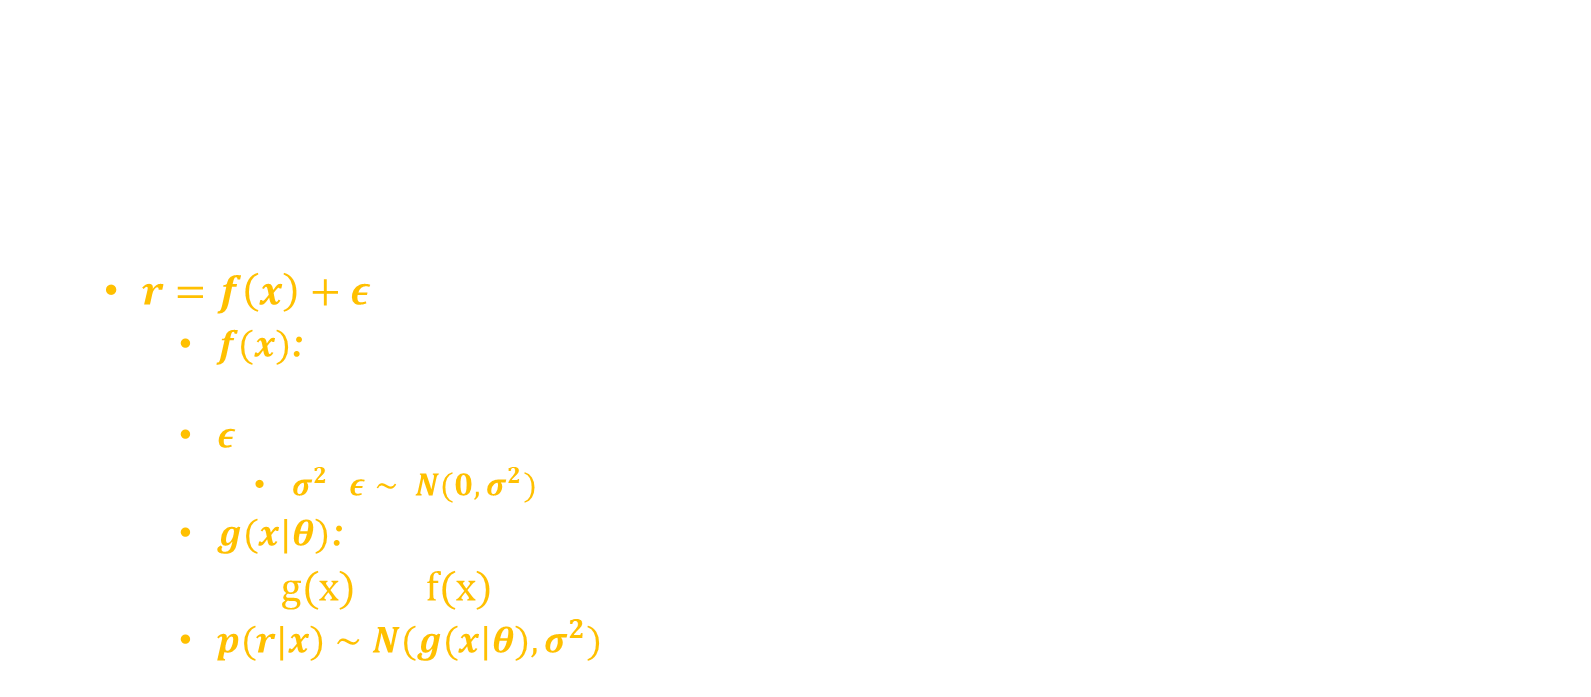 • r = f(x) + ϵ
• f(x):
• ϵ
• σ² ϵ ~ N(0, σ²)
• g(x|θ):
g(x) f(x)
• p(r|x) ~ N(g(x|θ), σ²)